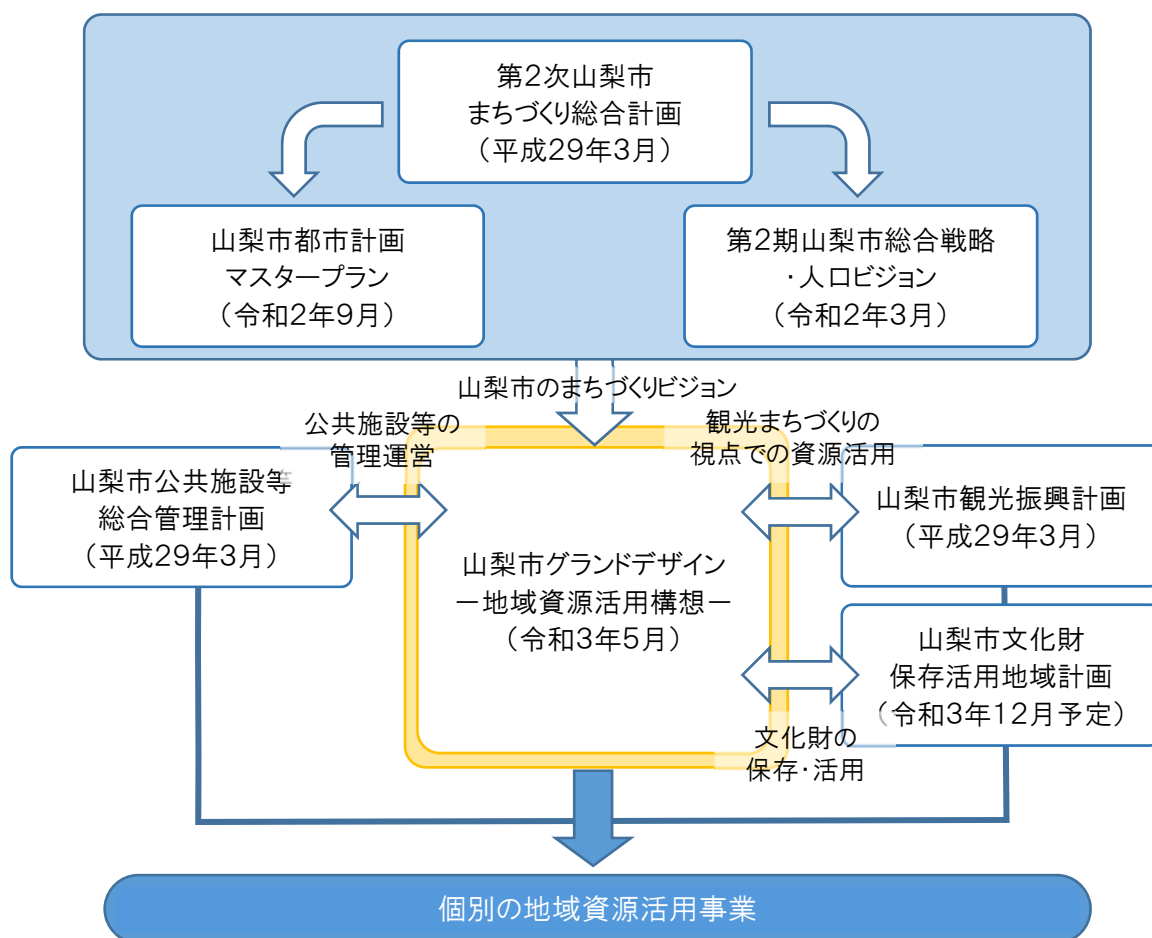 第2次山梨市
まちづくり総合計画
（平成29年3月）
山梨市都市計画
マスタープラン
（令和2年9月）
第2期山梨市総合戦略
・人口ビジョン
（令和2年3月）
山梨市のまちづくりビジョン
公共施設等の
管理運営
観光まちづくりの
視点での資源活用
山梨市公共施設等
総合管理計画
（平成29年3月）
山梨市グランドデザイン
－地域資源活用構想－
（令和3年5月）
山梨市観光振興計画
（平成29年3月）
山梨市文化財
保存活用地域計画
（令和3年12月予定）
文化財の
保存・活用
個別の地域資源活用事業